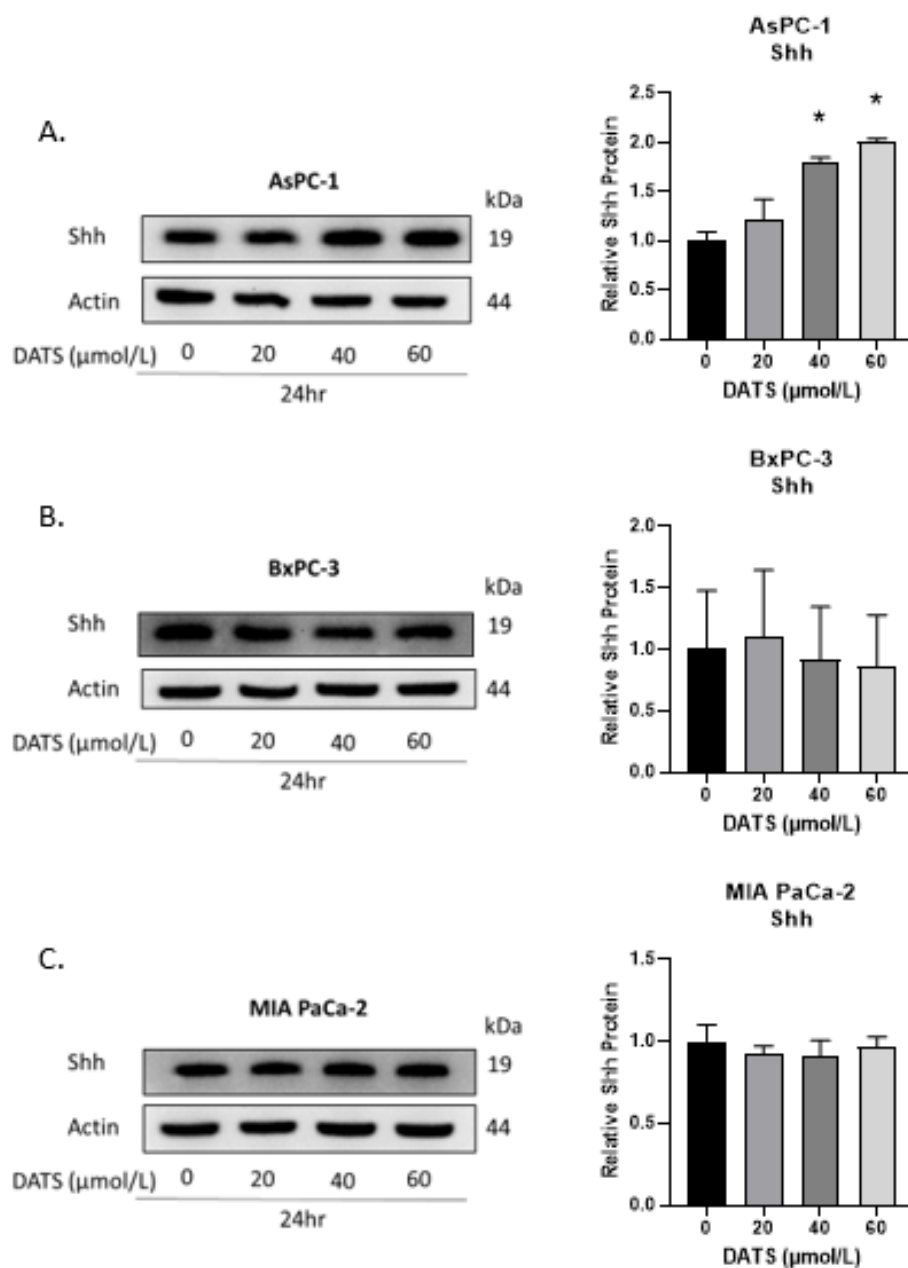 A.
AsPC-1
kDa
Shh
19
Actin
44
DATS (μmol/L) 0 20 40 60
24hr
AsPC-1
Shh
Relative Shh Protein
2.5
2.0
1.5
1.0
0.5
0.0
* *
0 20 40 60
DATS (μmol/L)
B.
BxPC-3
kDa
Shh
19
Actin
44
DATS (μmol/L) 0 20 40 60
24hr
BxPC-3
Shh
Relative Shh Protein
2.0
1.5
1.0
0.5
0.0
0 20 40 60
DATS (μmol/L)
C.
MIA PaCa-2
kDa
Shh
19
Actin
44
DATS (μmol/L) 0 20 40 60
24hr
MIA PaCa-2
Shh
Relative Shh Protein
1.5
1.0
0.5
0.0
0 20 40 60
DATS (μmol/L)